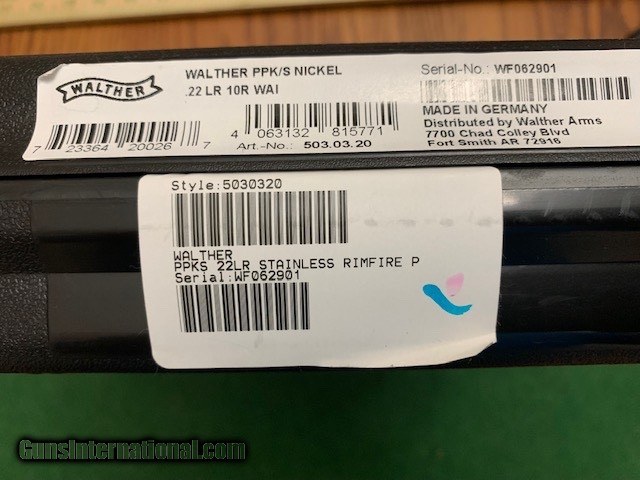 WALTHER
WALTHER PPK/S NICKEL
.22 LR 10R WAI
7 23364 20026 7
4 063132 815771
Art.-No.: 503.03.20
Serial-No.: WF062901
MADE IN GERMANY
Distributed by Walther Arms
7700 Chad Colley Blvd
Fort Smith AR 72916
Style:5030320
WALTHER
PPKS 22LR STAINLESS RIMFIRE P
Serial:WF062901
GunsInternational.com